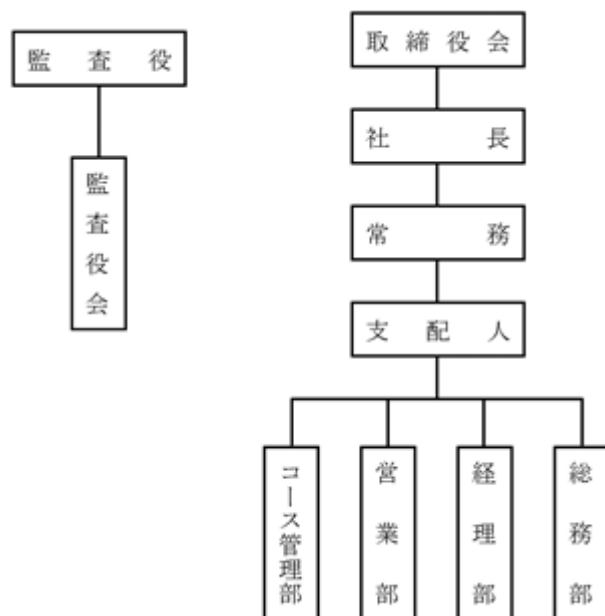 監査役
監査役会
取締役会
社長
常務
支配人
コース管理部
営業部
経理部
総務部